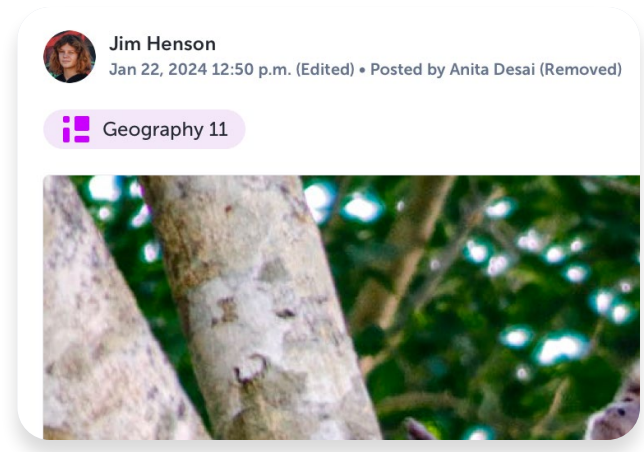 Jim Henson
Jan 22, 2024 12:50 p.m. (Edited) • Posted by Anita Desai (Removed)
Geography 11